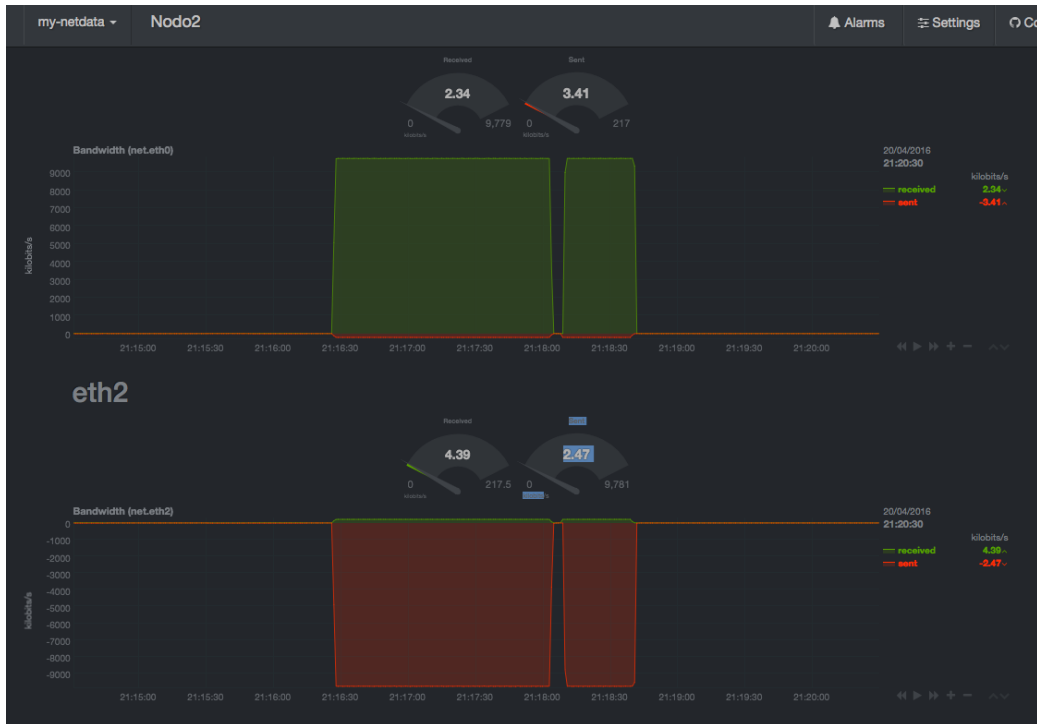 my-netdata Nodo2 Alarms Settings Co
Received Sent
2.34 3.41
0 9,779 0 217
kilobits/s kilobits/s
Bandwidth (net.eth0) 20/04/2016
21:20:30
kilobits/s
received 2.34
sent -3.41
kilobits/s
9000
8000
7000
6000
5000
4000
3000
2000
1000
0
21:15:00 21:15:30 21:16:00 21:16:30 21:17:00 21:17:30 21:18:00 21:18:30 21:19:00 21:19:30 21:20:00
eth2
Received Sent
4.39 2.47
0 217.5 0 9,781
kilobits/s
Bandwidth (net.eth2) 20/04/2016
21:20:30
kilobits/s
received 4.39
sent -2.47
kilobits/s
0
-1000
-2000
-3000
-4000
-5000
-6000
-7000
-8000
-9000
21:15:00 21:15:30 21:16:00 21:16:30 21:17:00 21:17:30 21:18:00 21:18:30 21:19:00 21:19:30 21:20:00